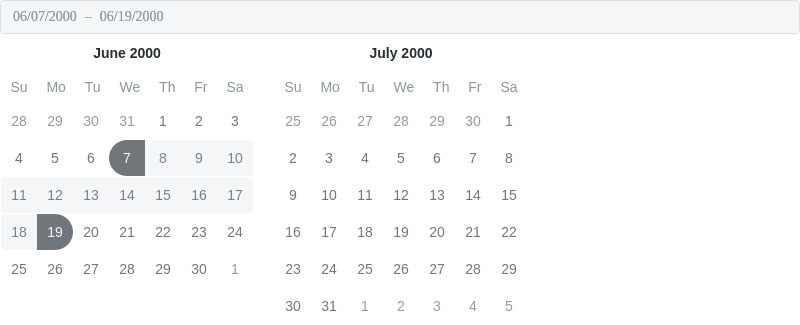 06/07/2000 – 06/19/2000
June 2000
Su Mo Tu We Th Fr Sa
28 29 30 31 1 2 3
4 5 6 7 8 9 10
11 12 13 14 15 16 17
18 19 20 21 22 23 24
25 26 27 28 29 30 1
July 2000
Su Mo Tu We Th Fr Sa
25 26 27 28 29 30 1
2 3 4 5 6 7 8
9 10 11 12 13 14 15
16 17 18 19 20 21 22
23 24 25 26 27 28 29
30 31 1 2 3 4 5